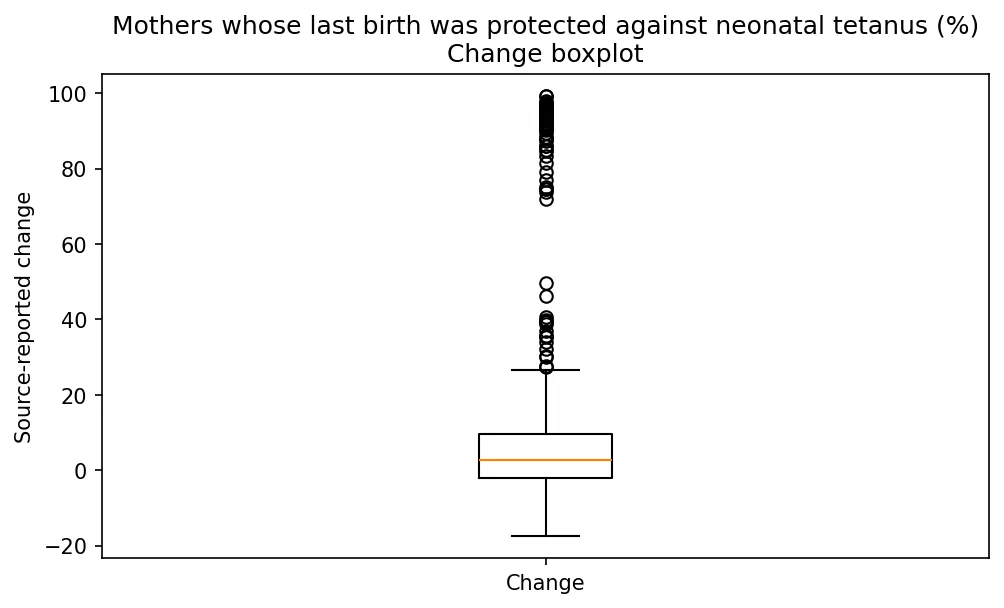 Mothers whose last birth was protected against neonatal tetanus (%)
Change boxplot
Source-reported change
100
80
60
40
20
0
−20
Change